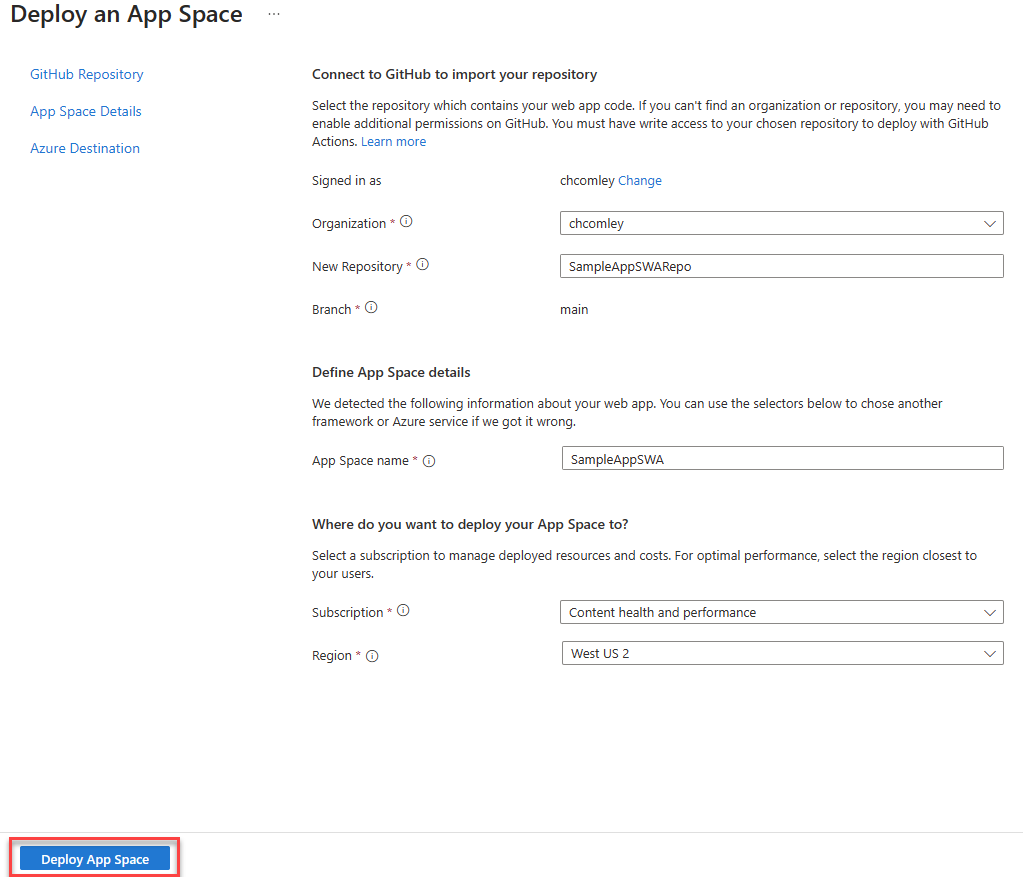 Deploy an App Space ...
GitHub Repository
App Space Details
Azure Destination
Connect to GitHub to import your repository
Select the repository which contains your web app code. If you can't find an organization or repository, you may need to
enable additional permissions on GitHub. You must have write access to your chosen repository to deploy with GitHub
Actions. Learn more
Signed in as chcomley Change
Organization * chcomley
New Repository * SampleAppSWARepo
Branch * main
Define App Space details
We detected the following information about your web app. You can use the selectors below to chose another
framework or Azure service if we got it wrong.
App Space name * SampleAppSWA
Where do you want to deploy your App Space to?
Select a subscription to manage deployed resources and costs. For optimal performance, select the region closest to
your users.
Subscription * Content health and performance
Region * West US 2
Deploy App Space